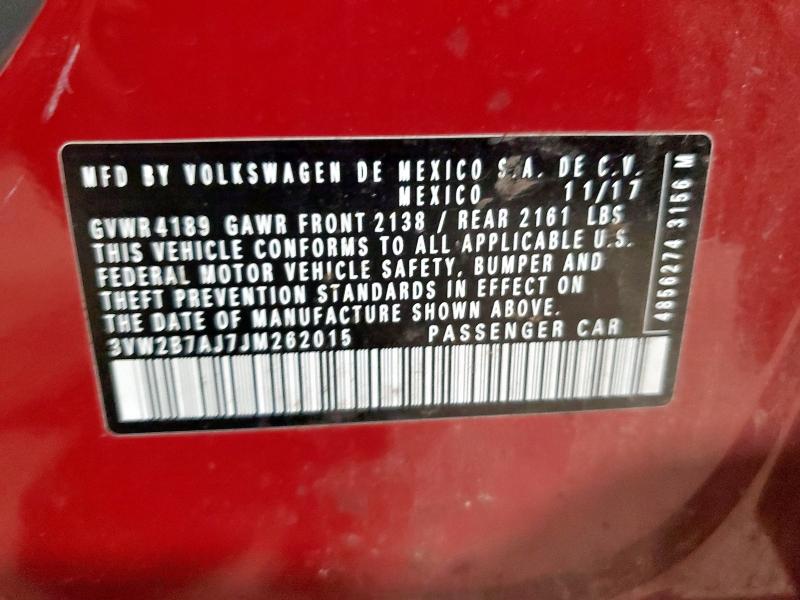 MFD BY VOLKSWAGEN DE MEXICO S.A. DE C.V.
MEXICO 11/17
GVWR 4189 GAWR FRONT 2138 / REAR 2161 LBS
THIS VEHICLE CONFORMS TO ALL APPLICABLE U.S.
FEDERAL MOTOR VEHICLE SAFETY, BUMPER AND
THEFT PREVENTION STANDARDS IN EFFECT ON
THE DATE OF MANUFACTURE SHOWN ABOVE.
3VW2B7AJ7JM262015 PASSENGER CAR
4856274 3156 M